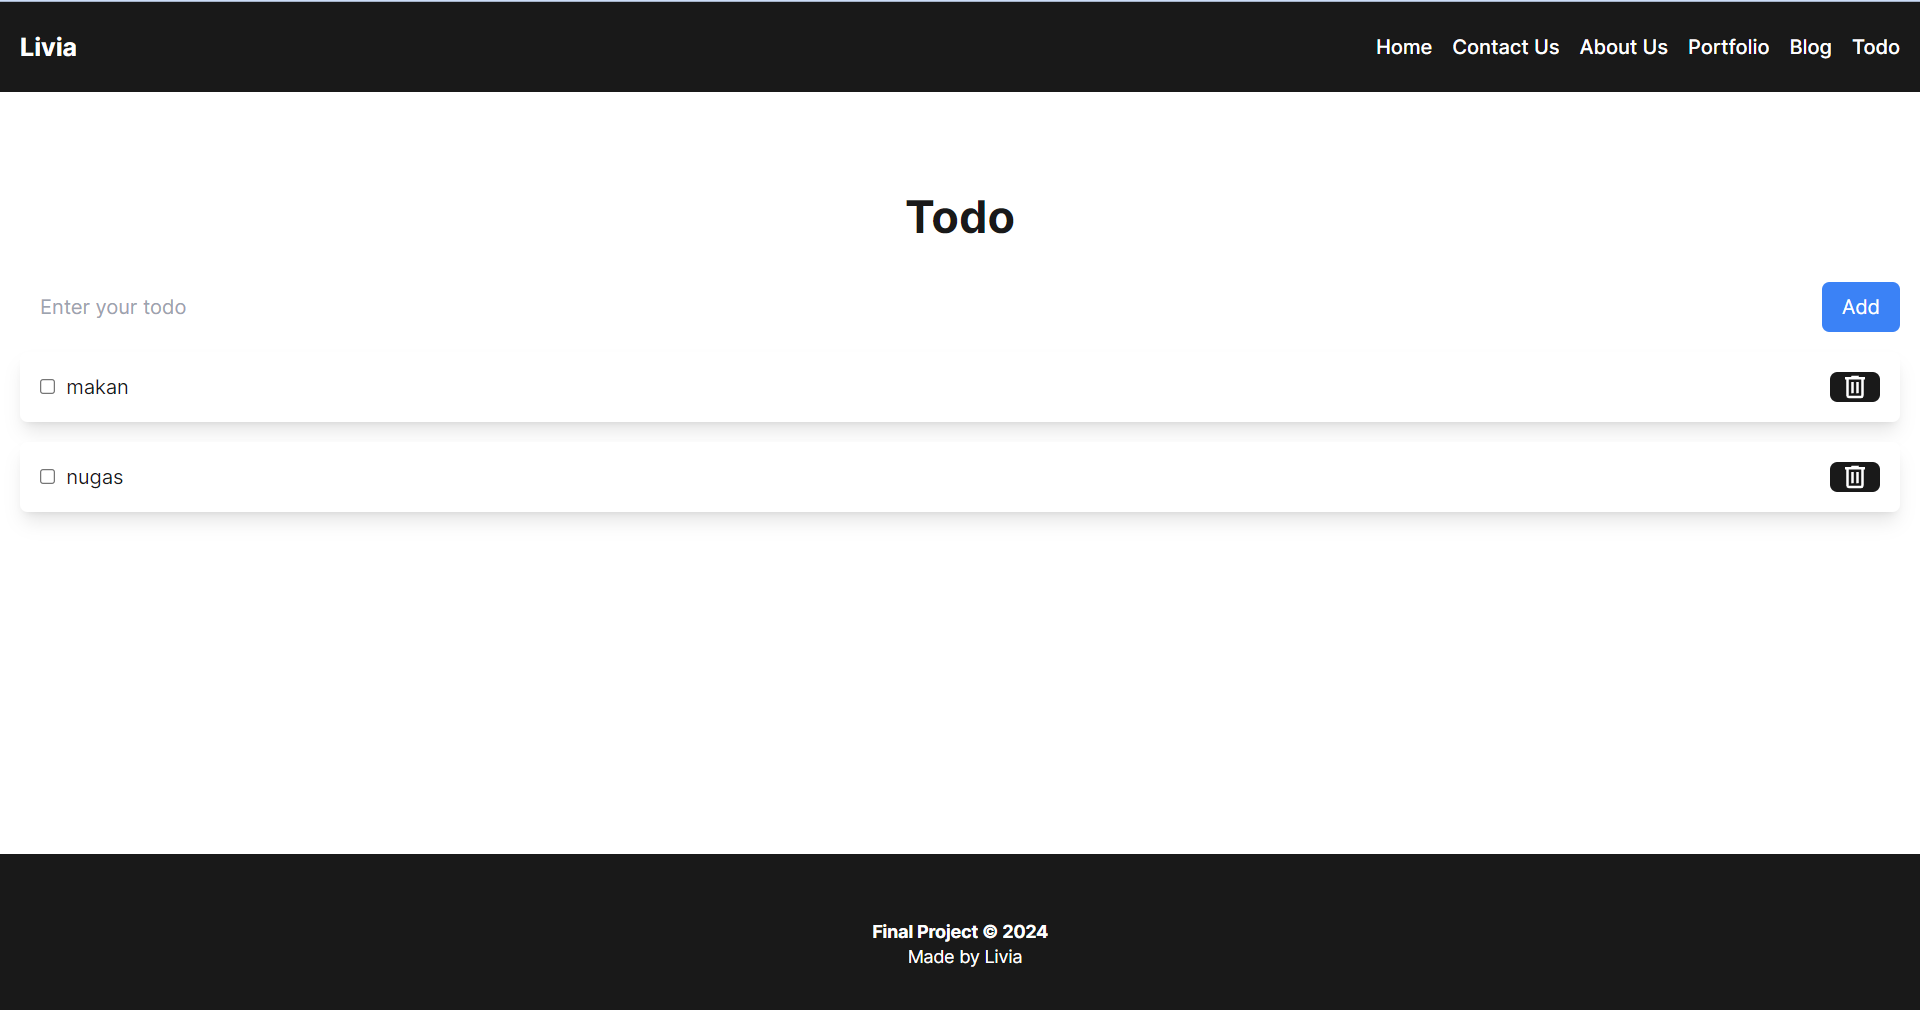 Livia
Home Contact Us About Us Portfolio Blog Todo
Todo
Enter your todo
Add
makan
nugas
Final Project © 2024
Made by Livia